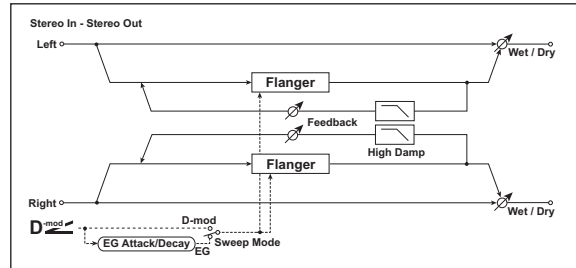 Stereo In - Stereo Out
Left
Wet / Dry
Flanger
Feedback
High Damp
Flanger
Right
Wet / Dry
D-mod
D-mod
Sweep Mode
EG Attack/Decay
EG